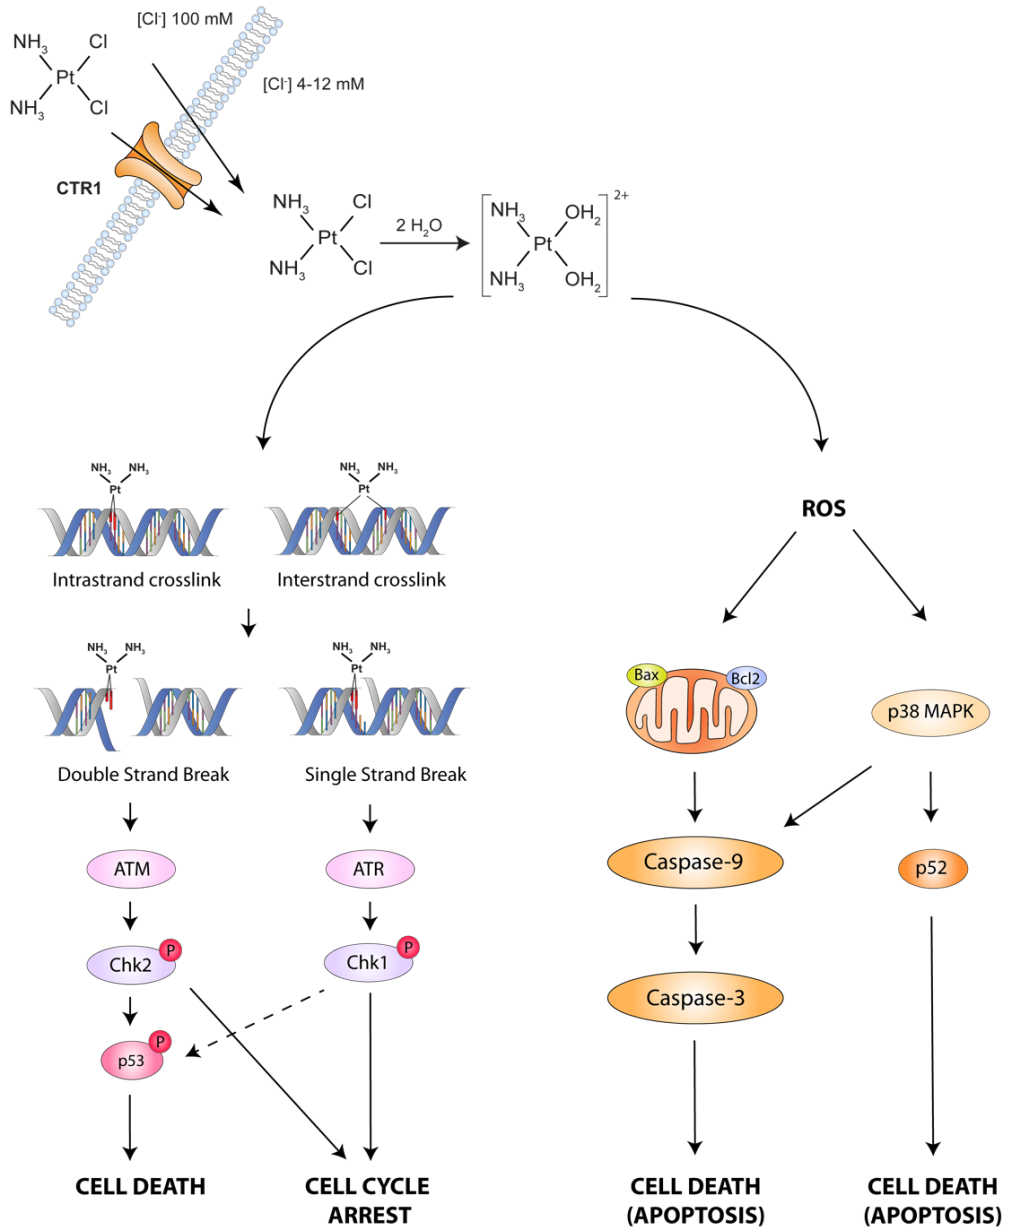 [Cl-] 100 mM
NH3 Cl
Pt
NH3 Cl
[Cl-] 4-12 mM
CTR1
NH3 Cl
Pt
NH3 Cl
2 H2O
NH3 OH2
Pt
NH3 OH2
2+
NH3 NH3
Pt
Intrastrand crosslink
NH3 NH3
Pt
Interstrand crosslink
ROS
NH3 NH3
Pt
Double Strand Break
NH3 NH3
Pt
Single Strand Break
Bax
Bcl2
p38 MAPK
ATM
ATR
Caspase-9
p52
Chk2
P
Chk1
P
Caspase-3
p53
P
CELL DEATH
CELL CYCLE
ARREST
CELL DEATH
(APOPTOSIS)
CELL DEATH
(APOPTOSIS)